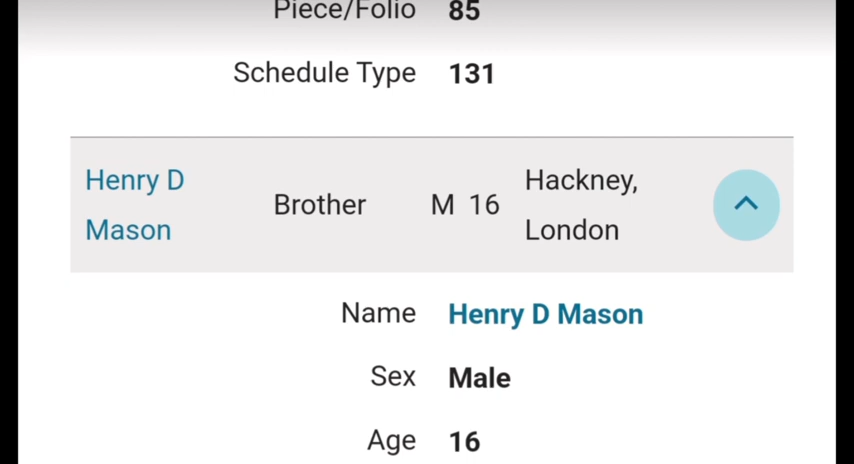 Piece/Folio 85
Schedule Type 131
Henry D Mason Brother M 16 Hackney, London
Name Henry D Mason
Sex Male
Age 16